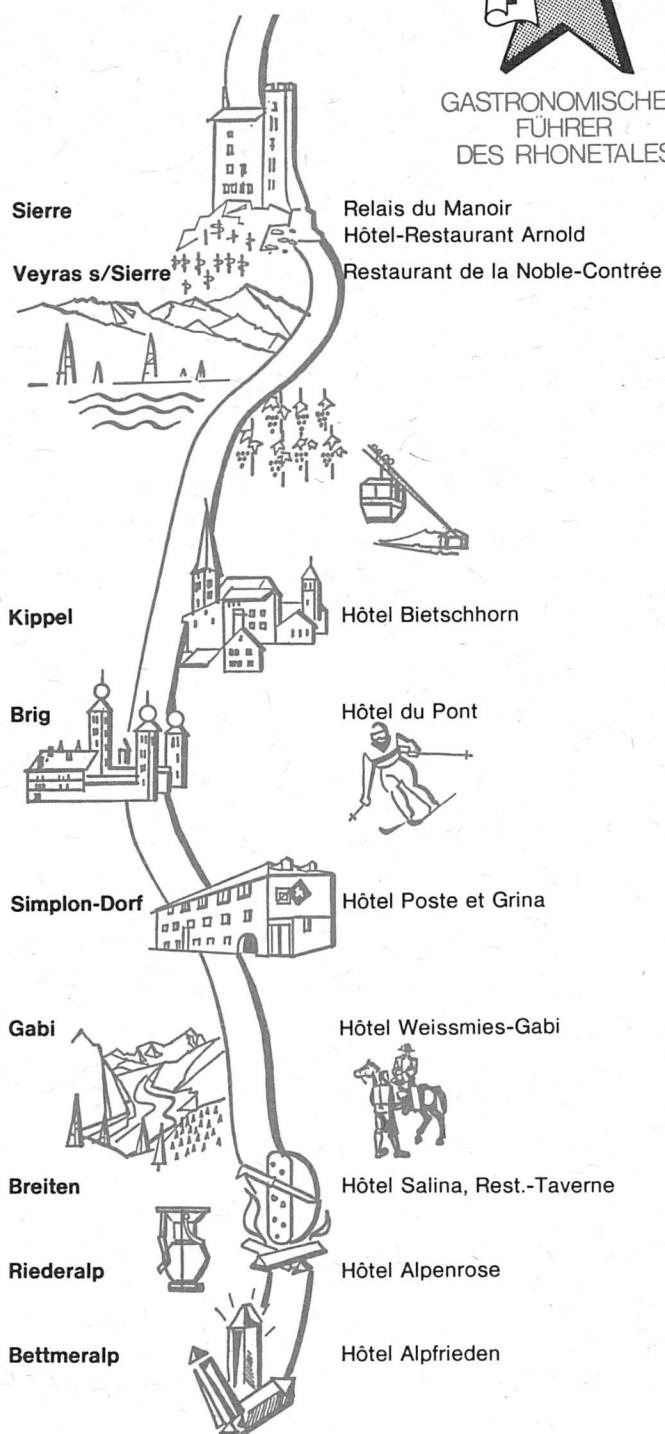 GASTRONOMISCHE
FÜHRER
DES RHONETALES
Sierre
Relais du Manoir
Hôtel-Restaurant Arnold
Veyras s/Sierre
Restaurant de la Noble-Contrée
Kippel
Hôtel Bietschhorn
Brig
Hôtel du Pont
Simplon-Dorf
Hôtel Poste et Grina
Gabi
Hôtel Weissmies-Gabi
Breiten
Hôtel Salina, Rest.-Taverne
Riederalp
Hôtel Alpenrose
Bettmeralp
Hôtel Alpfrieden